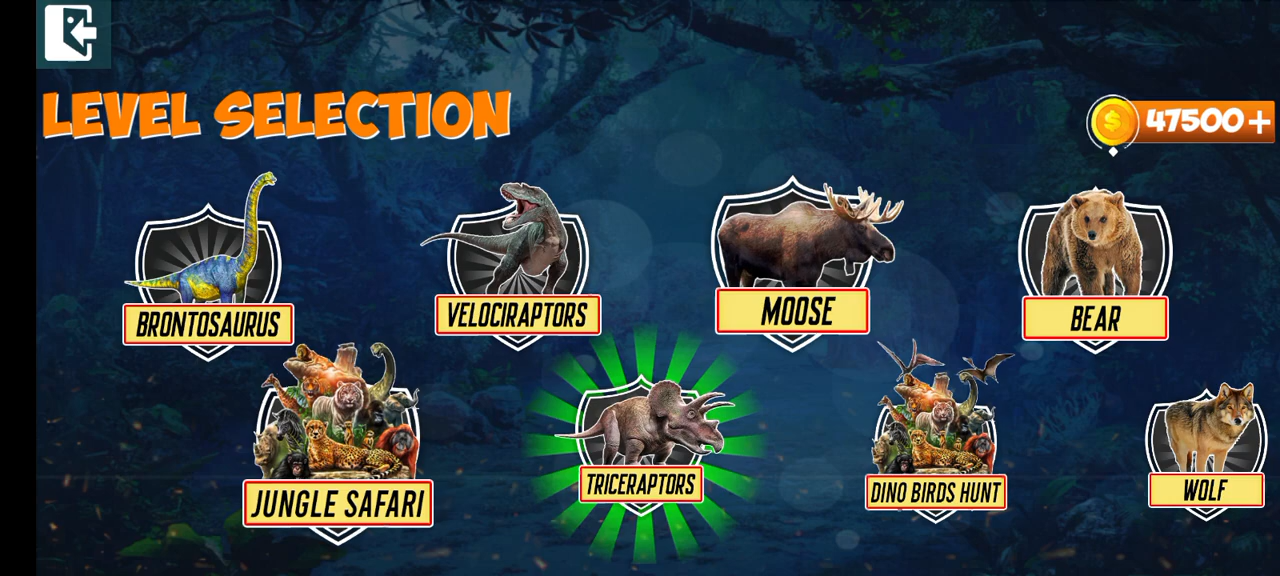 LEVEL SELECTION
47500+
BRONTOSAURUS
VELOCIRAPTORS
MOOSE
BEAR
JUNGLE SAFARI
TRICERAPTORS
DINO BIRDS HUNT
WOLF